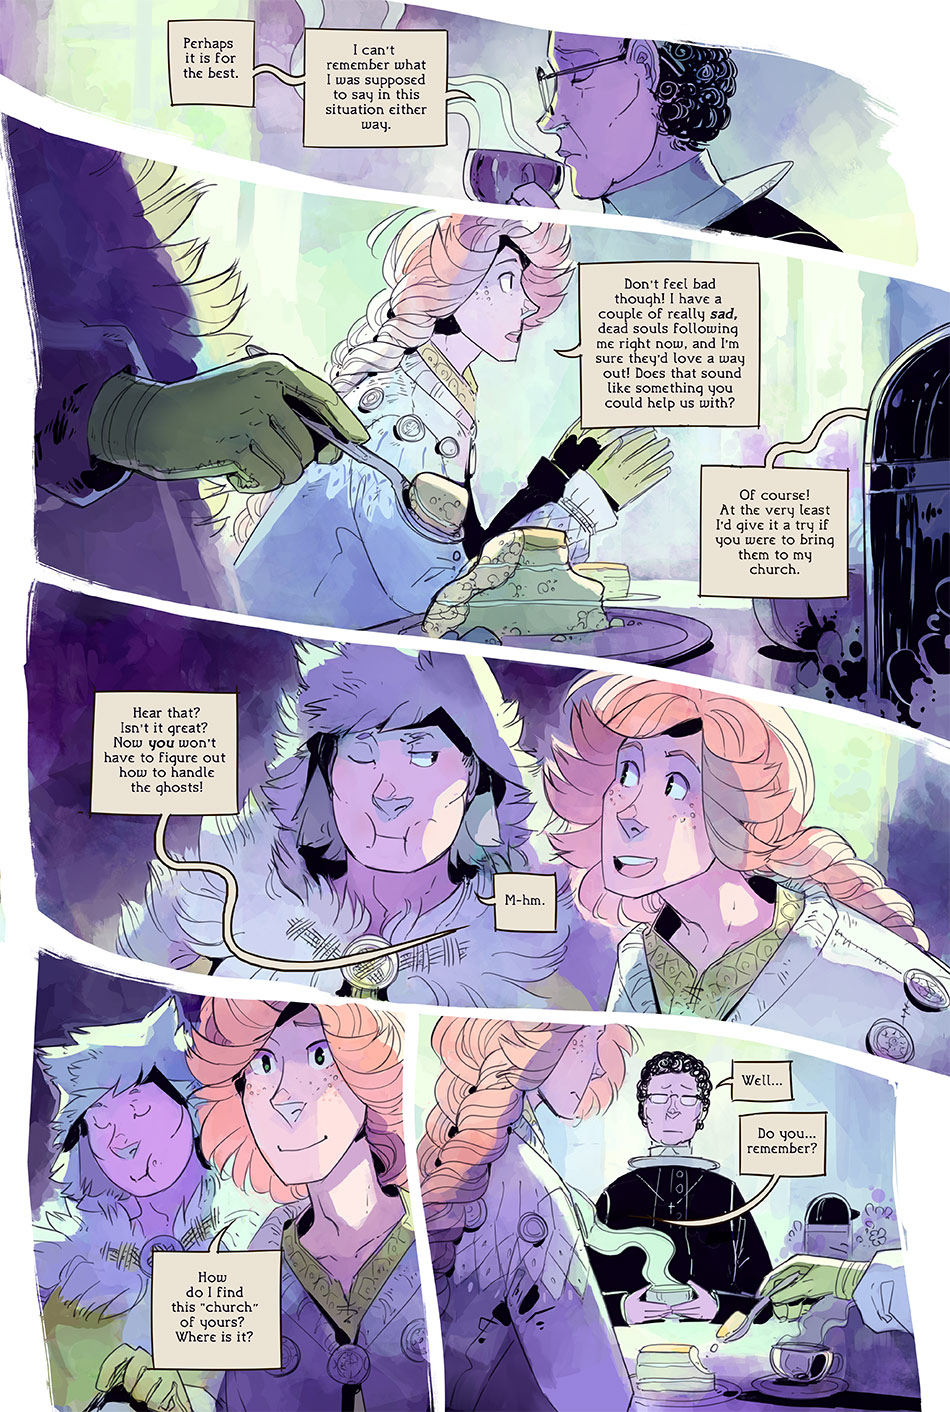 Perhaps
it is for
the best.
I can't
remember what
I was supposed
to say in this
situation either
way.
Don't feel bad
though! I have a
couple of really sad,
dead souls following
me right now, and I'm
sure they'd love a way
out! Does that sound
like something you
could help us with?
Of course!
At the very least
I'd give it a try if
you were to bring
them to my
church.
Hear that?
Isn't it great?
Now you won't
have to figure out
how to handle
the ghosts!
M-hm.
How
do I find
this "church"
of yours?
Where is it?
Well...
Do you...
remember?